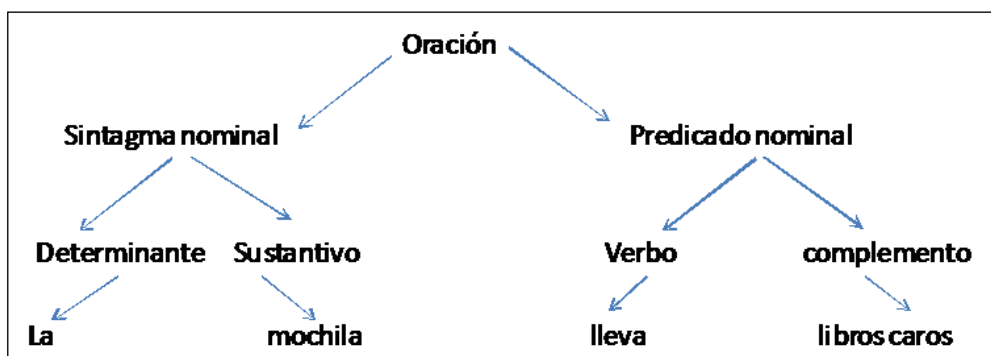 Oración
Sintagma nominal Predicado nominal
Determinante Sustantivo Verbo complemento
La mochila lleva libros caros